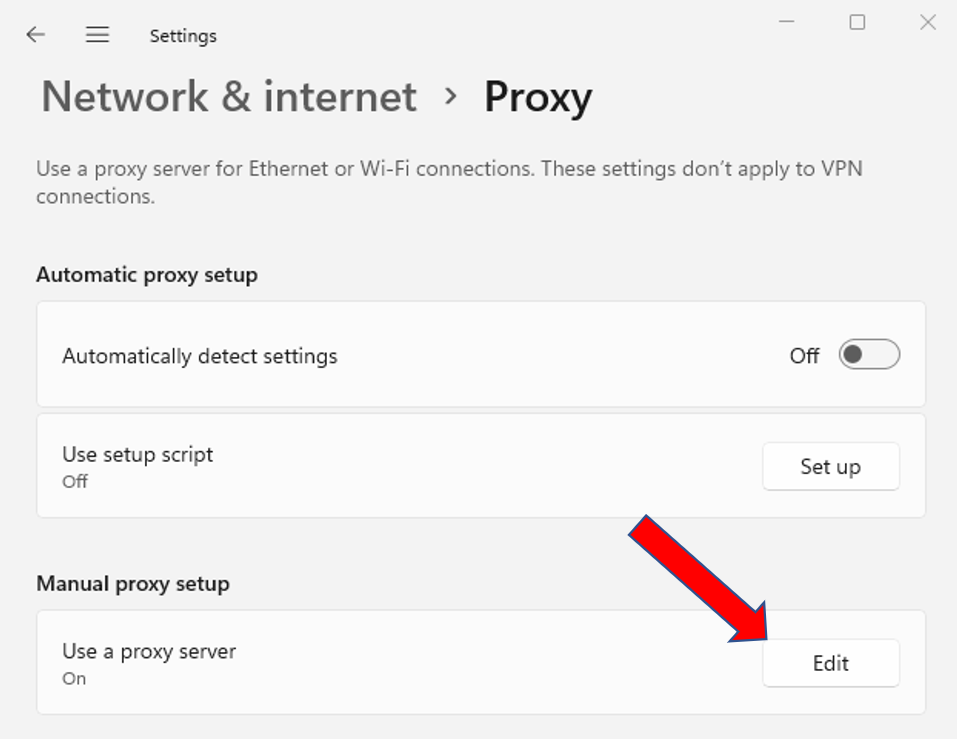 Settings
Network & internet › Proxy
Use a proxy server for Ethernet or Wi-Fi connections. These settings don’t apply to VPN
connections.
Automatic proxy setup
Automatically detect settings
Off
Use setup script
Off
Set up
Manual proxy setup
Use a proxy server
On
Edit